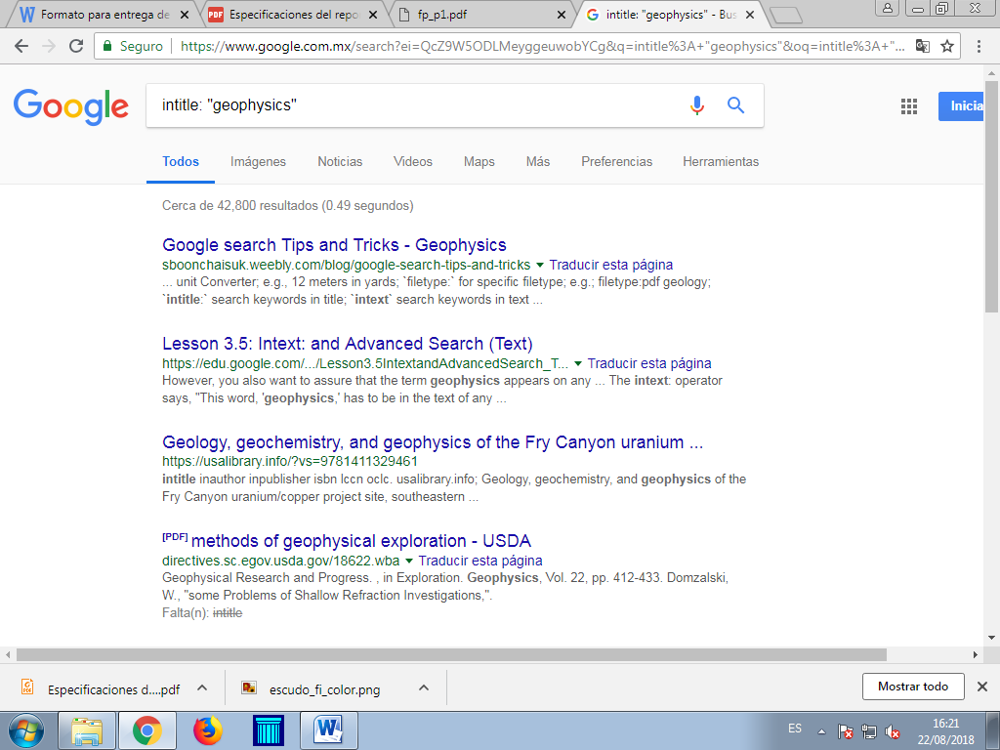 Formato para entrega de
Especificaciones del repo
fp_p1.pdf
intitle: "geophysics" - Bus
Seguro
https://www.google.com.mx/search?ei=QcZ9W5ODLMeyggeuwobYCg&q=intitle%3A+"geophysics"&oq=intitle%3A+"...
Google
intitle: "geophysics"
Inicia
Todos Imágenes Noticias Videos Maps Más Preferencias Herramientas
Cerca de 42,800 resultados (0.49 segundos)
Google search Tips and Tricks - Geophysics
sboonchaisuk.weebly.com/blog/google-search-tips-and-tricks Traducir esta página
... unit Converter; e.g., 12 meters in yards; `filetype:` for specific filetype; e.g.; filetype:pdf geology;
`intitle:` search keywords in title; `intext` search keywords in text ...
Lesson 3.5: Intext: and Advanced Search (Text)
https://edu.google.com/.../Lesson3.5IntextandAdvancedSearch_T... Traducir esta página
However, you also want to assure that the term geophysics appears on any ... The intext: operator
says, "This word, 'geophysics,' has to be in the text of any ...
Geology, geochemistry, and geophysics of the Fry Canyon uranium ...
https://usalibrary.info/?vs=9781411329461
intitle inauthor inpublisher isbn lccn oclc. usalibrary.info; Geology, geochemistry, and geophysics of the
Fry Canyon uranium/copper project site, southeastern ...
[PDF] methods of geophysical exploration - USDA
directives.sc.egov.usda.gov/18622.wba Traducir esta página
Geophysical Research and Progress. , in Exploration. Geophysics, Vol. 22, pp. 412-433. Domzalski,
W., "some Problems of Shallow Refraction Investigations,".
Falta(n): intitle
Especificaciones d....pdf
escudo_fi_color.png
Mostrar todo
ES
16:21
22/08/2018